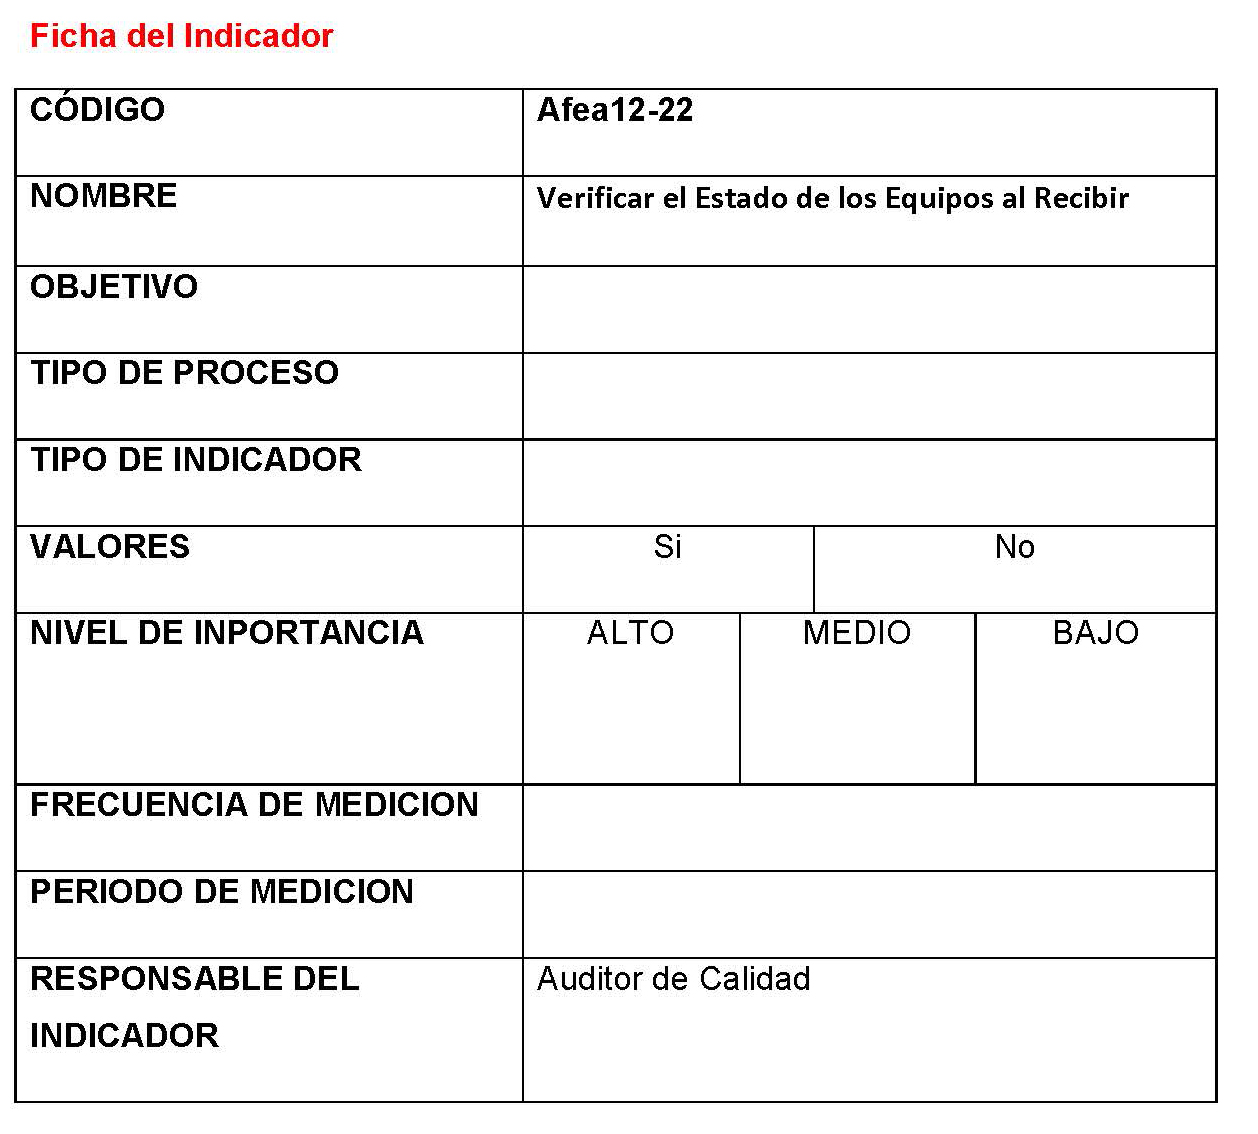 Ficha del Indicador
CÓDIGO Afea12-22
NOMBRE Verificar el Estado de los Equipos al Recibir
OBJETIVO
TIPO DE PROCESO
TIPO DE INDICADOR
VALORES Si No
NIVEL DE INPORTANCIA ALTO MEDIO BAJO
FRECUENCIA DE MEDICION
PERIODO DE MEDICION
RESPONSABLE DEL Auditor de Calidad
INDICADOR